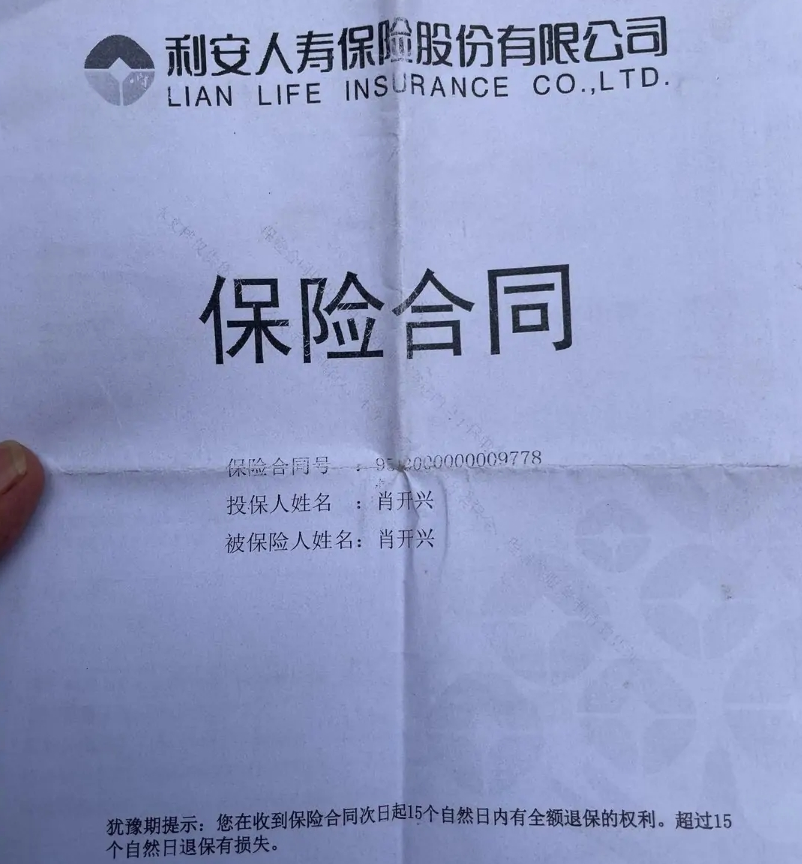 利安人寿保险股份有限公司
LIAN LIFE INSURANCE CO.,LTD.
保险合同
保险合同号 :
投保人姓名 : 肖开兴
被保险人姓名: 肖开兴
犹豫期提示: 您在收到保险合同次日起15个自然日内有全额退保的权利。超过15
个自然日退保有损失。